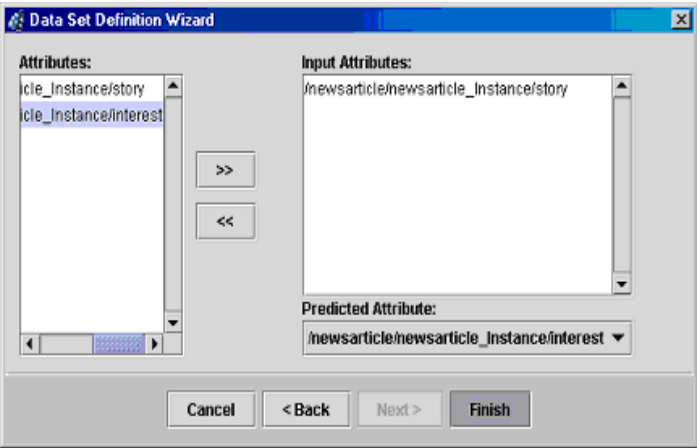 Data Set Definition Wizard
Attributes:
icle_Instance/story
icle_Instance/interest
>>
<<
Input Attributes:
/newsarticle/newsarticle_Instance/story
Predicted Attribute:
/newsarticle/newsarticle_Instance/interest
Cancel
< Back
Next >
Finish